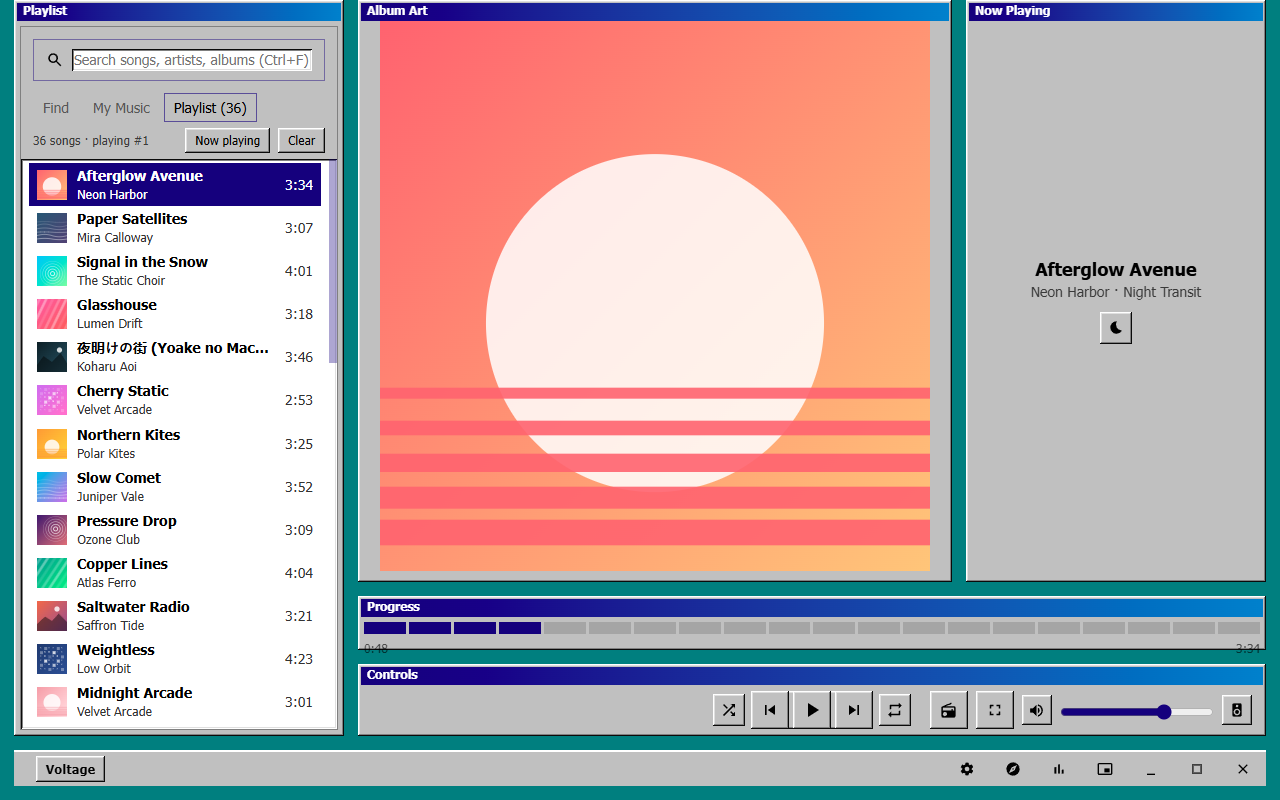 Playlist
Search songs, artists, albums (Ctrl+F)
Find My Music Playlist (36)
36 songs · playing #1 Now playing Clear
Afterglow Avenue
Neon Harbor
3:34
Paper Satellites
Mira Calloway
3:07
Signal in the Snow
The Static Choir
4:01
Glasshouse
Lumen Drift
3:18
夜明けの街 (Yoake no Mac...
Koharu Aoi
3:46
Cherry Static
Velvet Arcade
2:53
Northern Kites
Polar Kites
3:25
Slow Comet
Juniper Vale
3:52
Pressure Drop
Ozone Club
3:09
Copper Lines
Atlas Ferro
4:04
Saltwater Radio
Saffron Tide
3:21
Weightless
Low Orbit
4:23
Midnight Arcade
Velvet Arcade
3:01
Album Art
Now Playing
Afterglow Avenue
Neon Harbor · Night Transit
Progress
0:48 3:34
Controls
Voltage